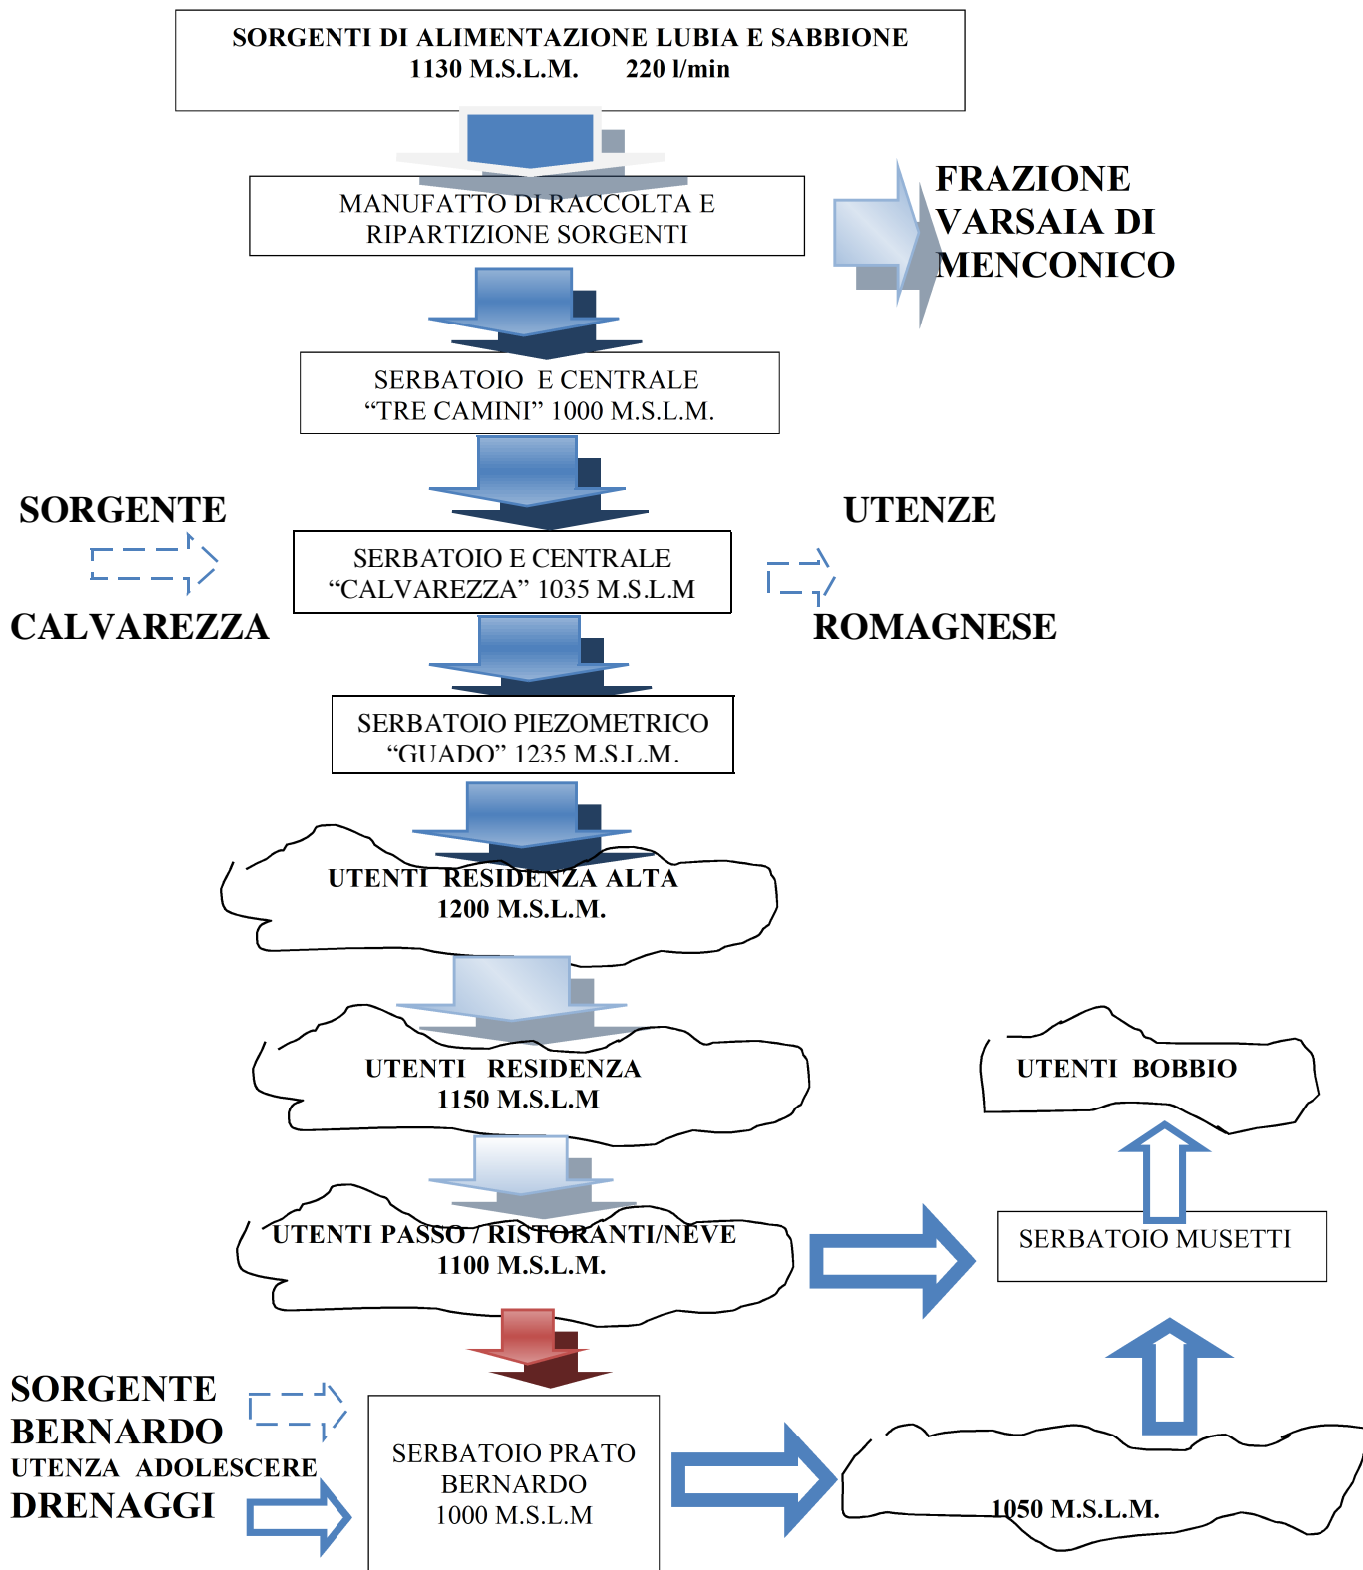 SORGENTI DI ALIMENTAZIONE LUBIA E SABBIONE
1130 M.S.L.M. 220 l/min
MANUFATTO DI RACCOLTA E
RIPARTIZIONE SORGENTI
FRAZIONE
VARSAIA DI
MENCONICO
SERBATOIO E CENTRALE
“TRE CAMINI” 1000 M.S.L.M.
SORGENTE
CALVAREZZA
SERBATOIO E CENTRALE
“CALVAREZZA” 1035 M.S.L.M
UTENZE
ROMAGNESE
SERBATOIO PIEZOMETRICO
“GUADO” 1235 M.S.L.M.
UTENTI RESIDENZA ALTA
1200 M.S.L.M.
UTENTI RESIDENZA
1150 M.S.L.M
UTENTI BOBBIO
UTENTI PASSO / RISTORANTI/NEVE
1100 M.S.L.M.
SERBATOIO MUSETTI
SORGENTE
BERNARDO
UTENZA ADOLESCERE
DRENAGGI
SERBATOIO PRATO
BERNARDO
1000 M.S.L.M
1050 M.S.L.M.